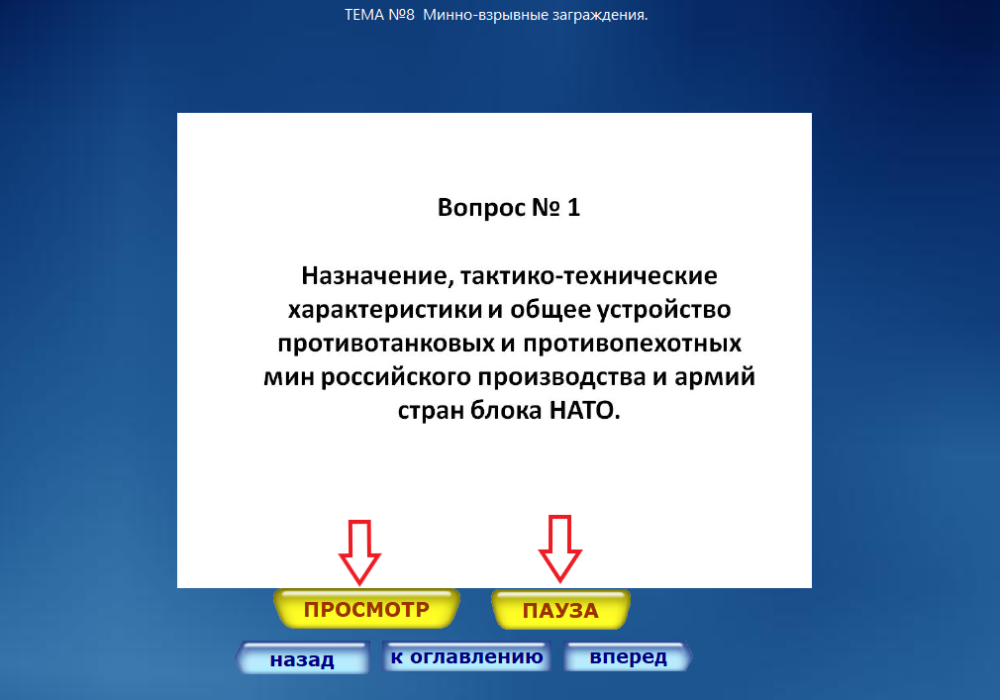 ТЕМА №8 Минно-взрывные заграждения.
Вопрос № 1
Назначение, тактико-технические
характеристики и общее устройство
противотанковых и противопехотных
мин российского производства и армий
стран блока НАТО.
ПРОСМОТР
ПАУЗА
назад
к оглавлению
вперед